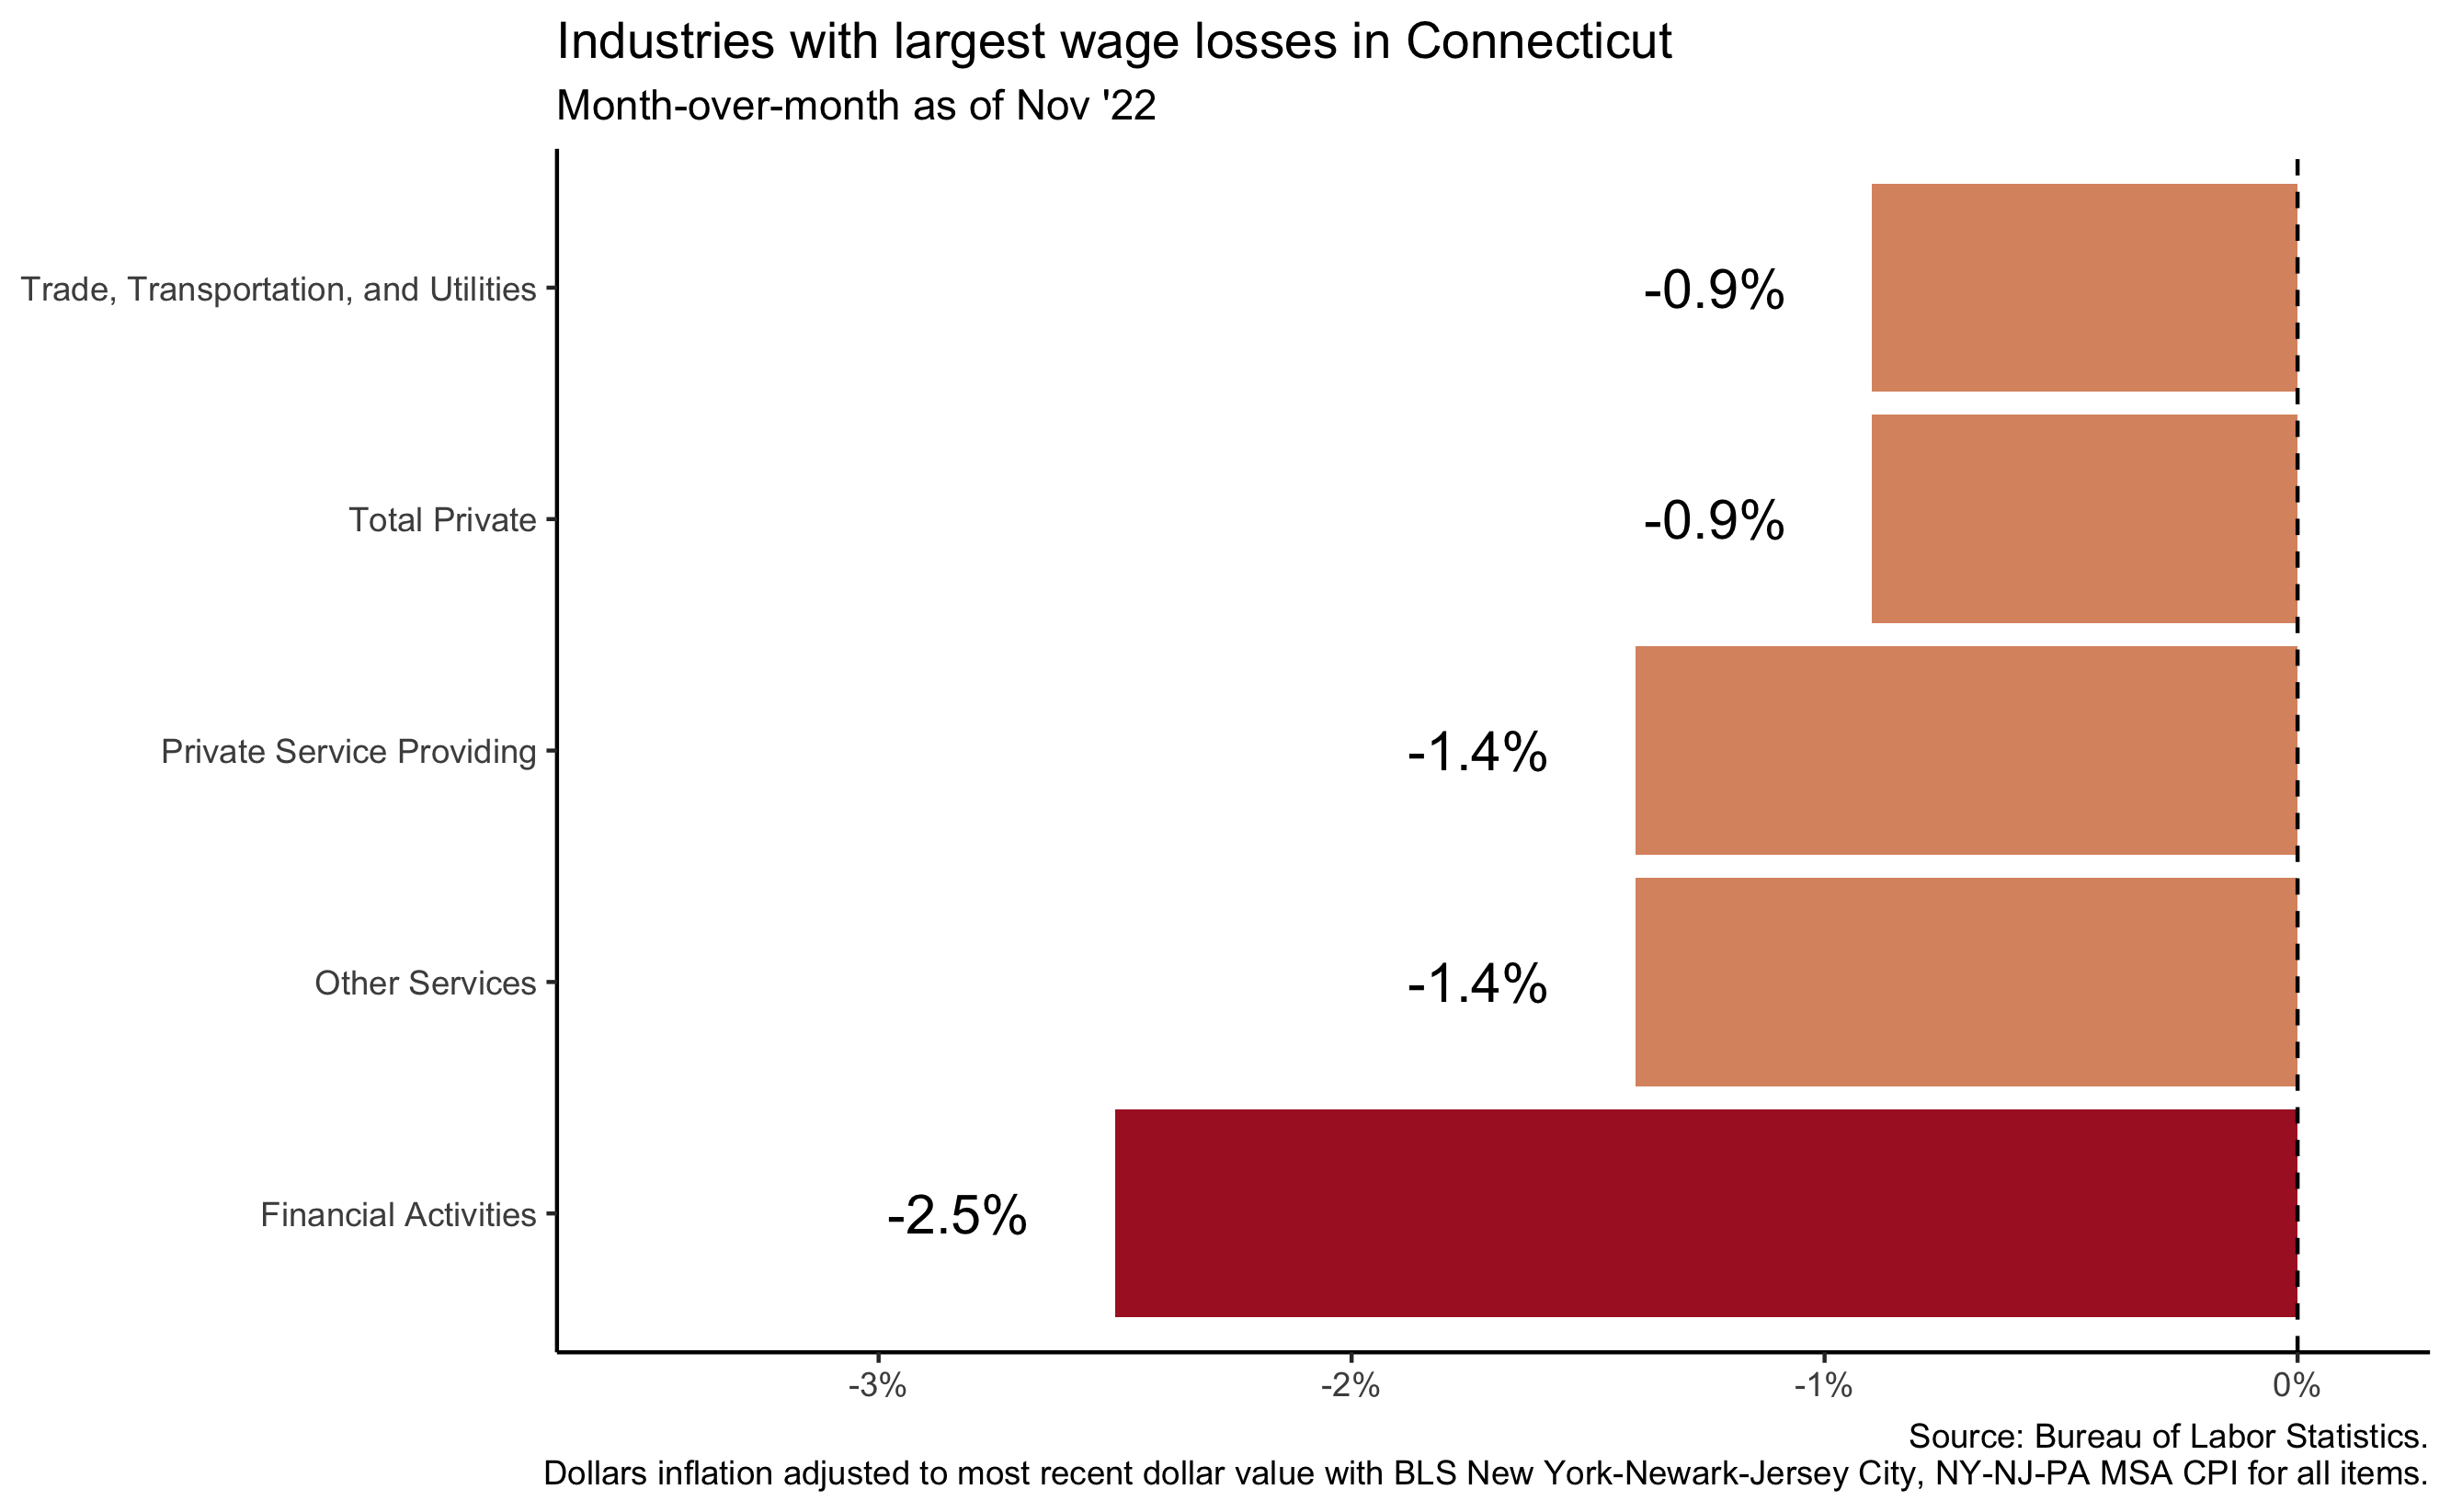 Industries with largest wage losses in Connecticut
Month-over-month as of Nov '22
Trade, Transportation, and Utilities
-0.9%
Total Private
-0.9%
Private Service Providing
-1.4%
Other Services
-1.4%
Financial Activities
-2.5%
-3%
-2%
-1%
0%
Source: Bureau of Labor Statistics.
Dollars inflation adjusted to most recent dollar value with BLS New York-Newark-Jersey City, NY-NJ-PA MSA CPI for all items.